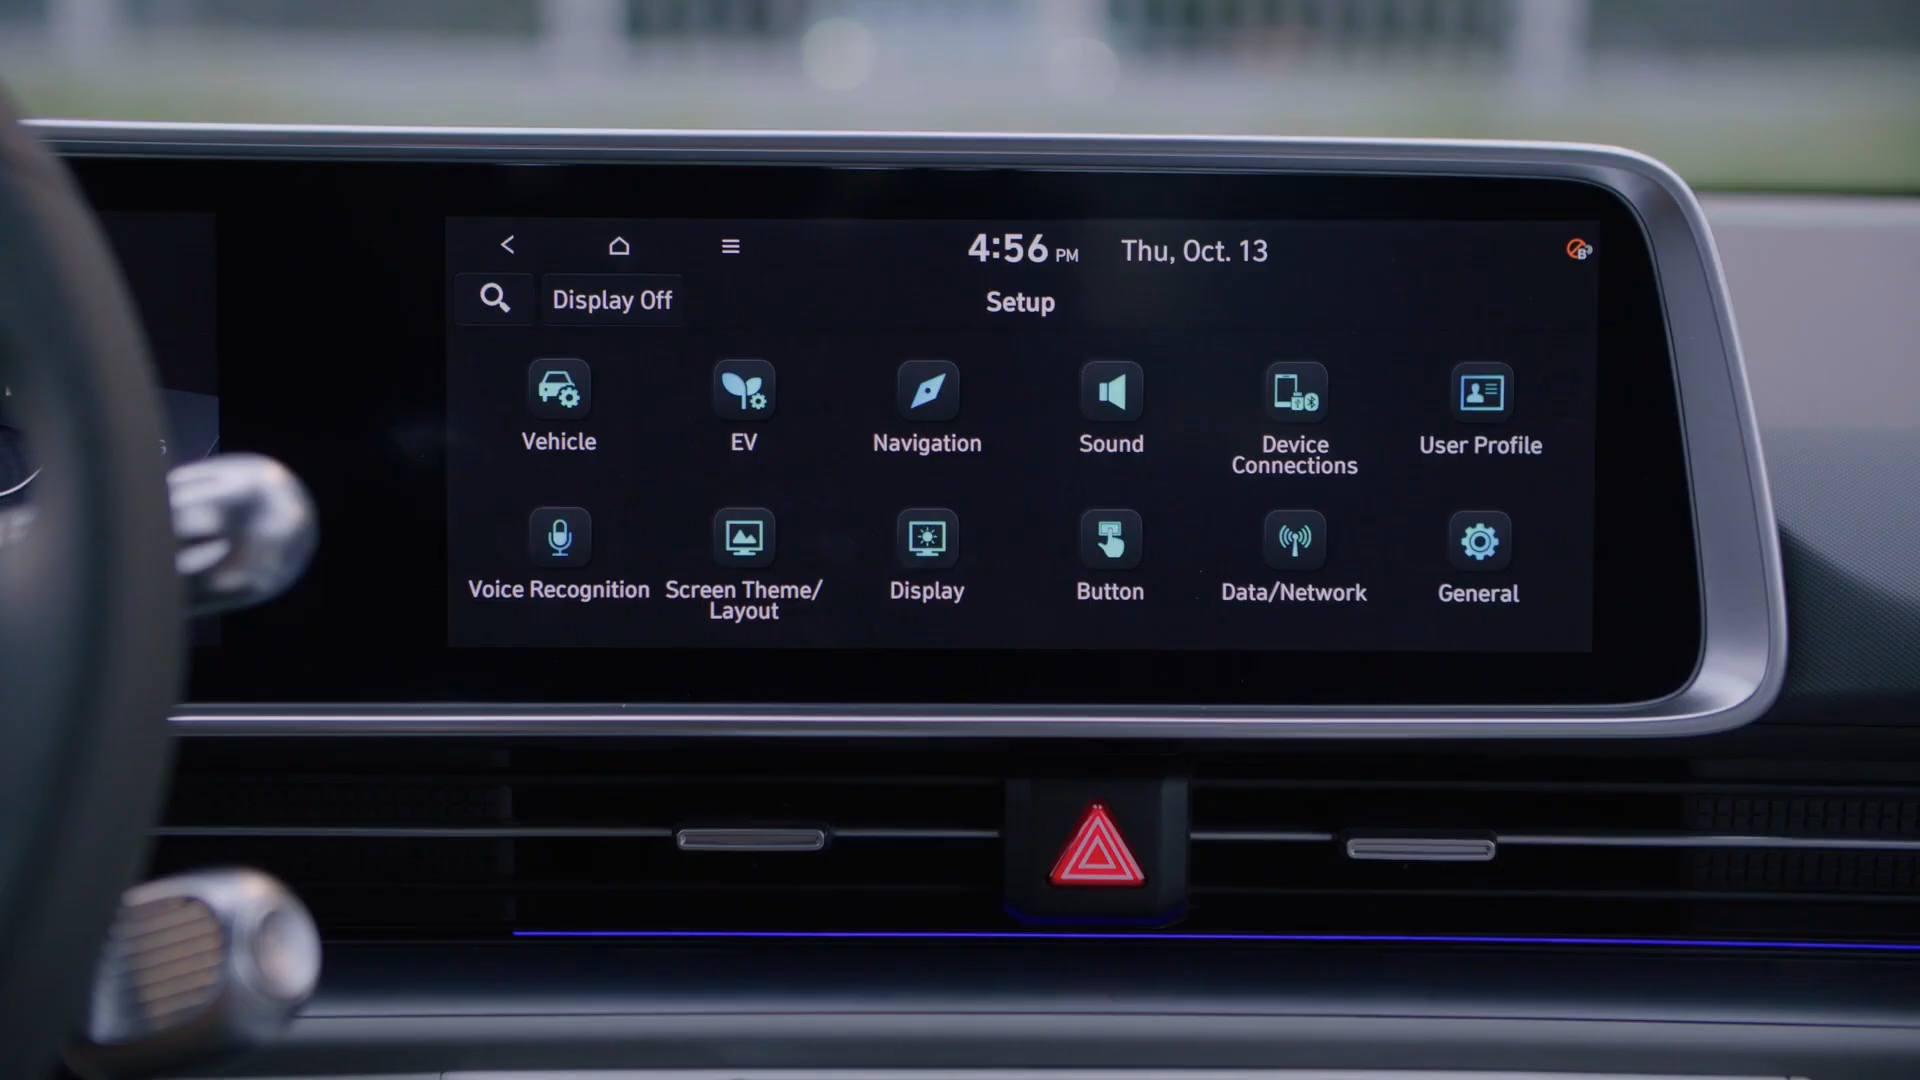 4:56 PM Thu, Oct. 13
Display Off
Setup
Vehicle
EV
Navigation
Sound
Device
Connections
User Profile
Voice Recognition
Screen Theme/
Layout
Display
Button
Data/Network
General